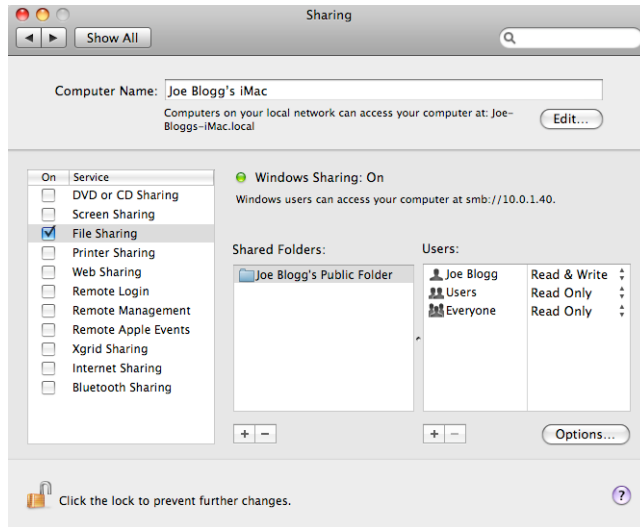 Sharing
Show All
Computer Name: Joe Blogg's iMac
Computers on your local network can access your computer at: Joe-
Bloggs-iMac.local
Edit...
On Service
DVD or CD Sharing
Screen Sharing
File Sharing
Printer Sharing
Web Sharing
Remote Login
Remote Management
Remote Apple Events
Xgrid Sharing
Internet Sharing
Bluetooth Sharing
Windows Sharing: On
Windows users can access your computer at smb://10.0.1.40.
Shared Folders:
Joe Blogg's Public Folder
+ −
Users:
Joe Blogg Read & Write
Users Read Only
Everyone Read Only
+ −
Options...
Click the lock to prevent further changes.
?